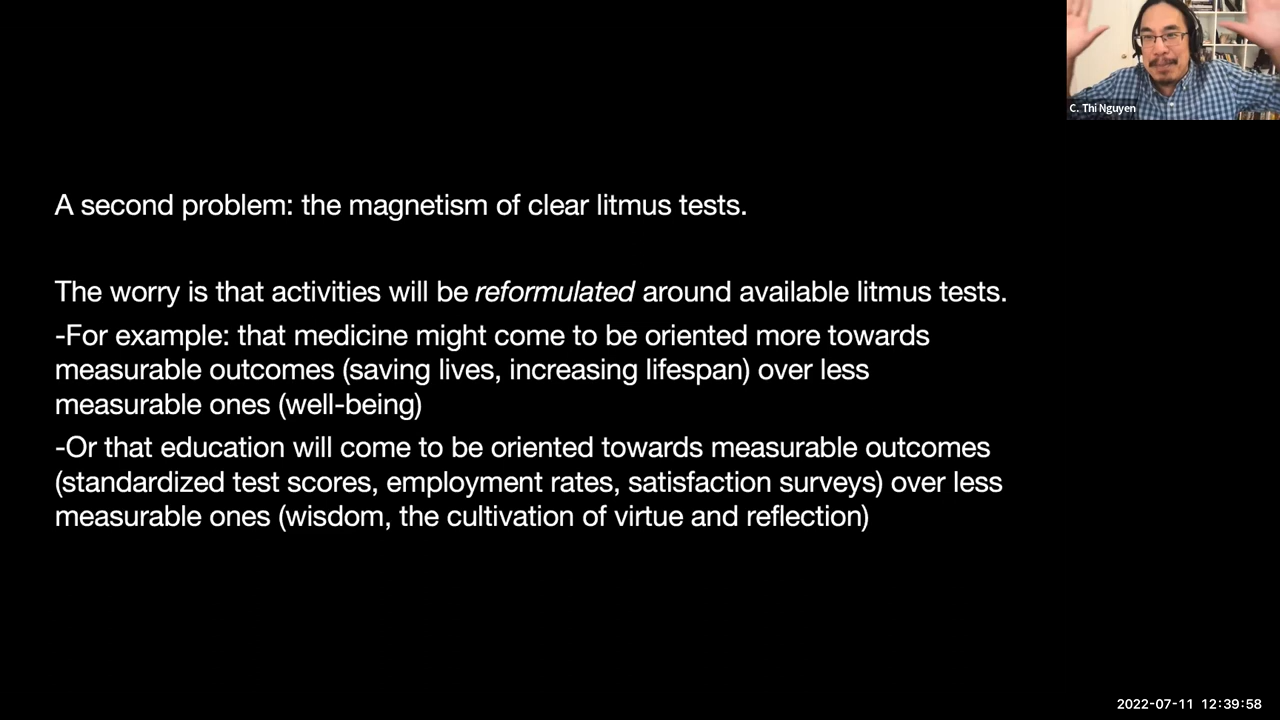 C. Thi Nguyen
A second problem: the magnetism of clear litmus tests.
The worry is that activities will be reformulated around available litmus tests.
-For example: that medicine might come to be oriented more towards
measurable outcomes (saving lives, increasing lifespan) over less
measurable ones (well-being)
-Or that education will come to be oriented towards measurable outcomes
(standardized test scores, employment rates, satisfaction surveys) over less
measurable ones (wisdom, the cultivation of virtue and reflection)
2022-07-11 12:39:58